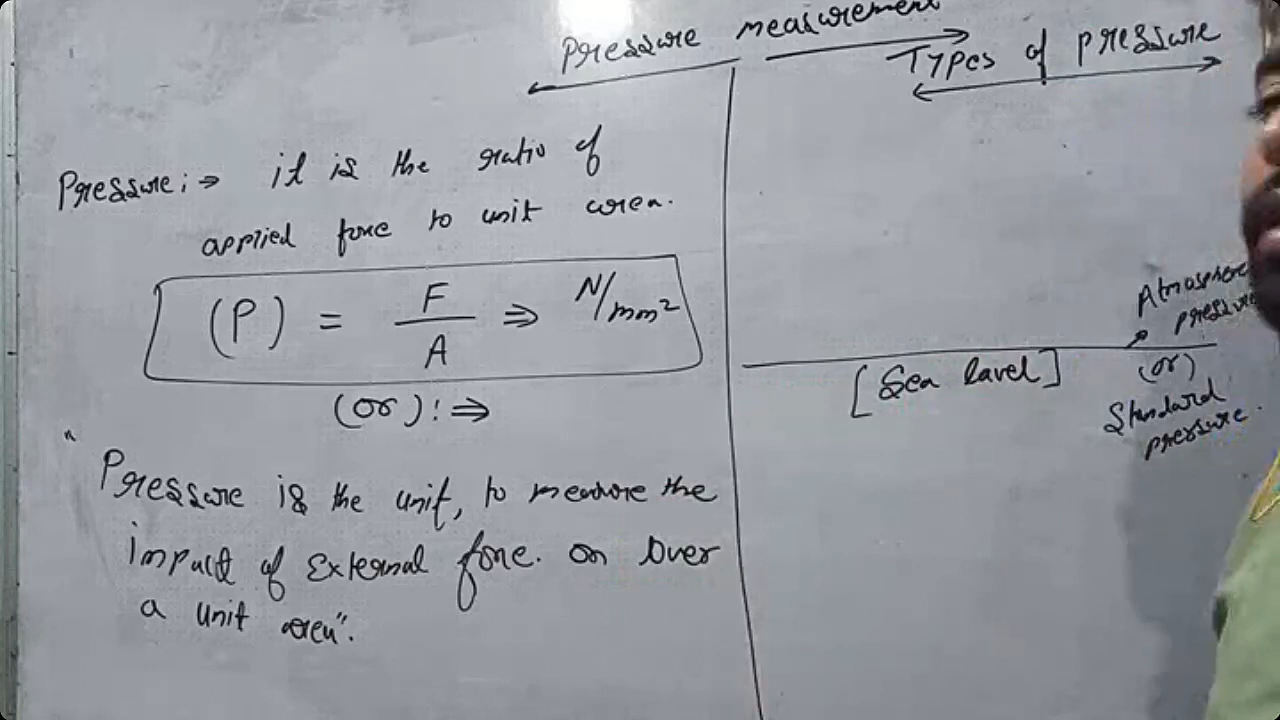 Pressure measurement
Pressure :→ it is the ratio of
applied force to unit area.
(P) = F/A ⇒ N/mm²
(or) :⇒
"Pressure is the unit, to measure the
impact of External force. on over
a unit area".
Types of pressure
Atmosphere
pressure
[Sea lavel]
(or)
Standard
pressure.